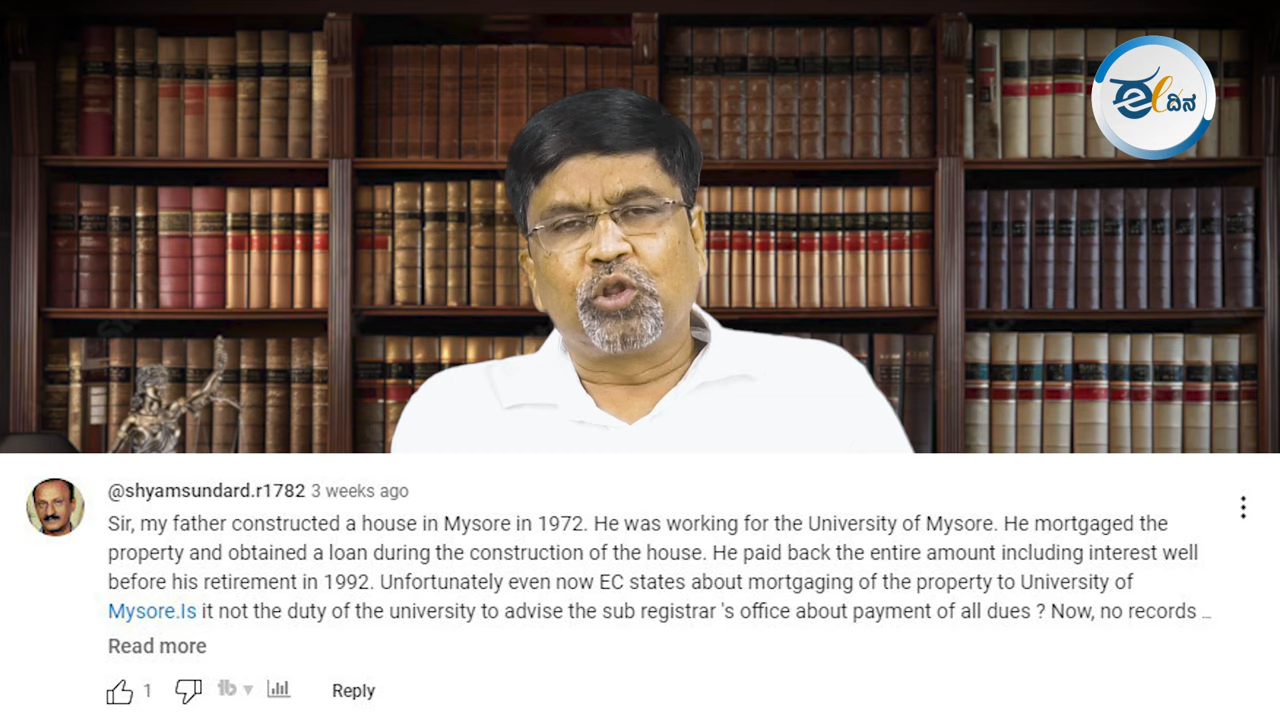 ಈ ದಿನ
@shyamsundard.r1782 3 weeks ago
Sir, my father constructed a house in Mysore in 1972. He was working for the University of Mysore. He mortgaged the
property and obtained a loan during the construction of the house. He paid back the entire amount including interest well
before his retirement in 1992. Unfortunately even now EC states about mortgaging of the property to University of
Mysore.Is it not the duty of the university to advise the sub registrar 's office about payment of all dues ? Now, no records ...
Read more
1
Reply